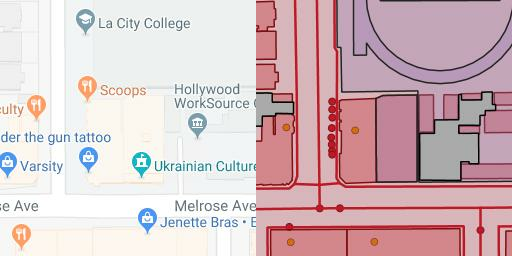 La City College
Scoops
Hollywood
WorkSource C
culty
der the gun tattoo
Varsity
Ukrainian Culture
se Ave
Melrose Ave
Jenette Bras • E